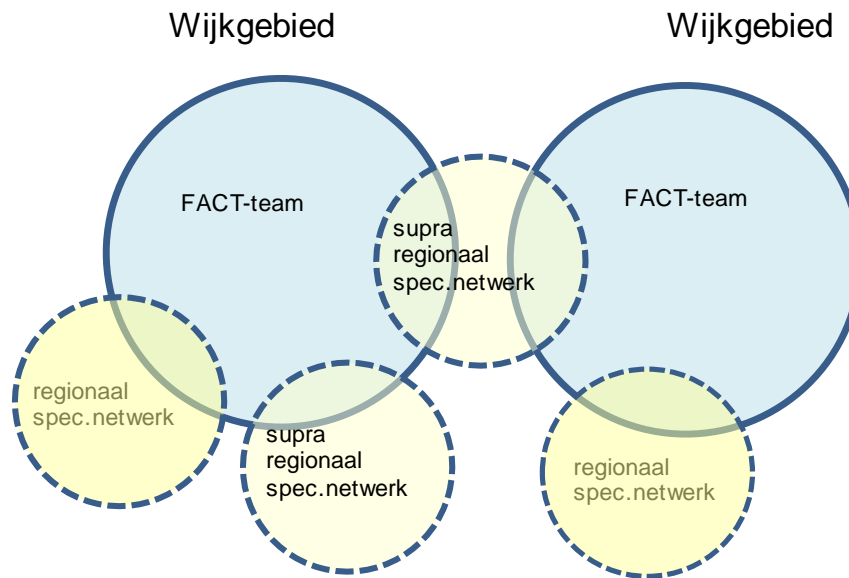 Wijkgebied
Wijkgebied
FACT-team
FACT-team
supra
regionaal
spec.netwerk
regionaal
spec.netwerk
supra
regionaal
spec.netwerk
regionaal
spec.netwerk